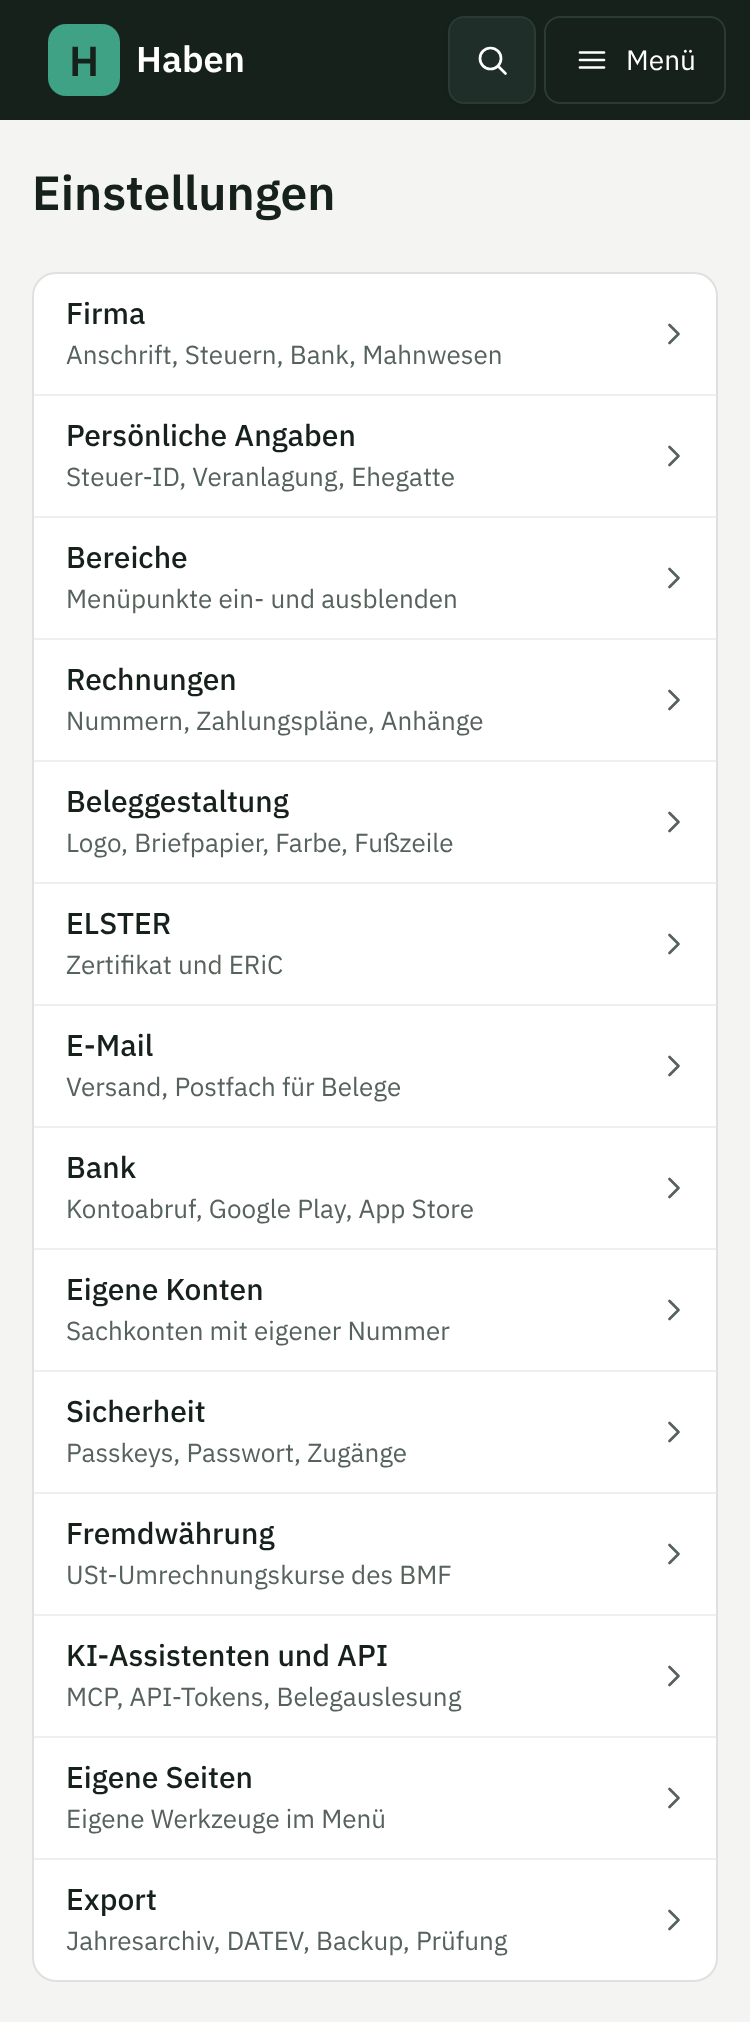 H Haben
Menü
Einstellungen
Firma
Anschrift, Steuern, Bank, Mahnwesen
Persönliche Angaben
Steuer-ID, Veranlagung, Ehegatte
Bereiche
Menüpunkte ein- und ausblenden
Rechnungen
Nummern, Zahlungspläne, Anhänge
Beleggestaltung
Logo, Briefpapier, Farbe, Fußzeile
ELSTER
Zertifikat und ERiC
E-Mail
Versand, Postfach für Belege
Bank
Kontoabruf, Google Play, App Store
Eigene Konten
Sachkonten mit eigener Nummer
Sicherheit
Passkeys, Passwort, Zugänge
Fremdwährung
USt-Umrechnungskurse des BMF
KI-Assistenten und API
MCP, API-Tokens, Belegauslesung
Eigene Seiten
Eigene Werkzeuge im Menü
Export
Jahresarchiv, DATEV, Backup, Prüfung